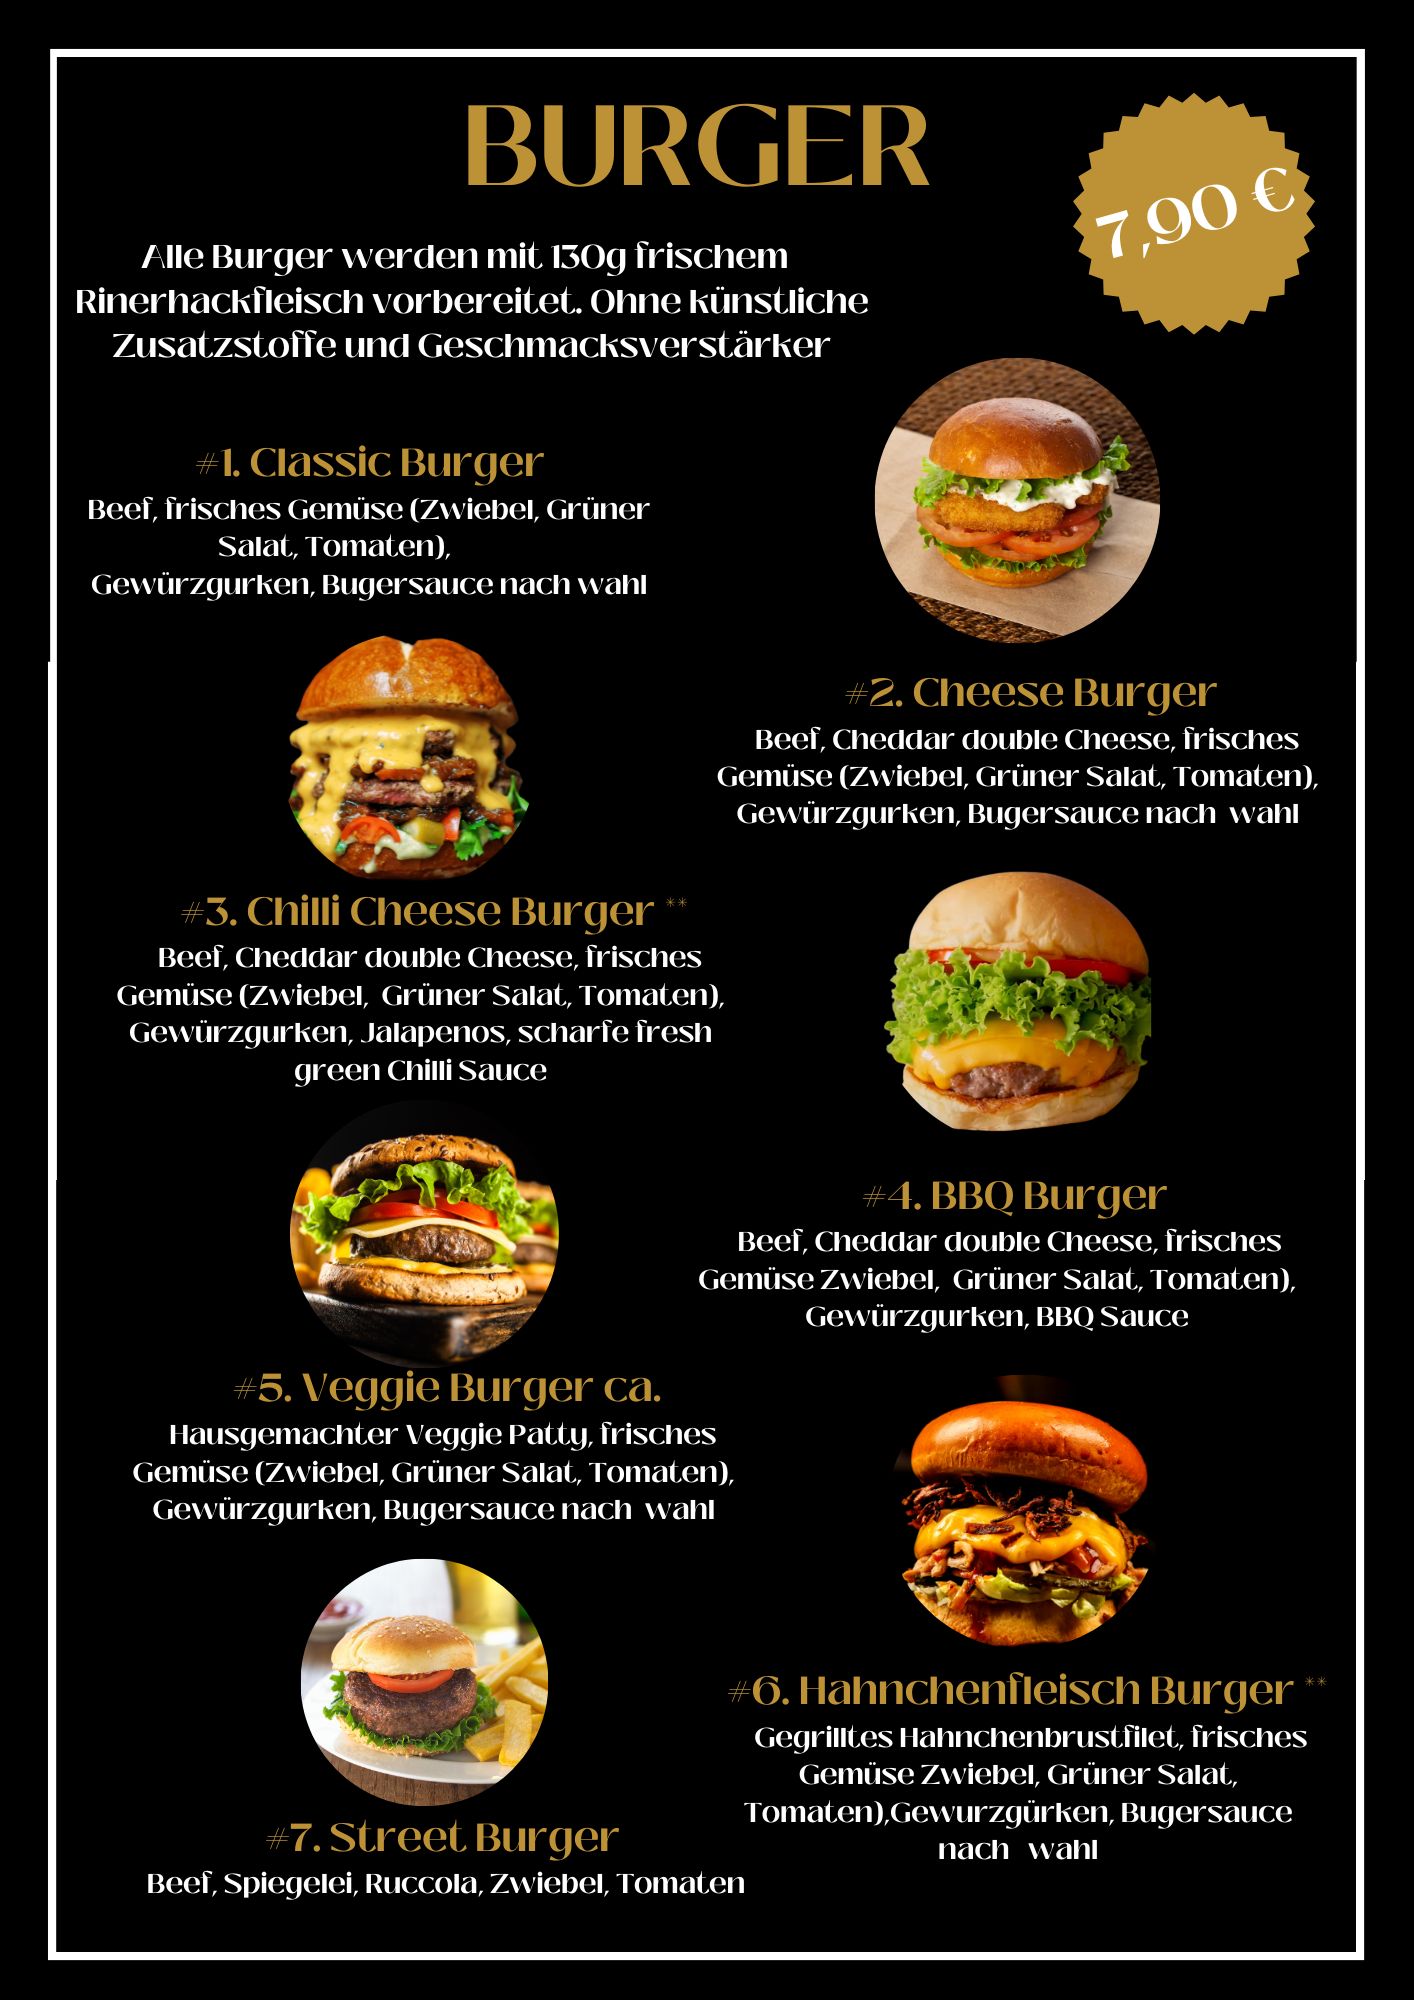 BURGER
7,90 €
Alle Burger werden mit 130g frischem
Rinerhackfleisch vorbereitet. Ohne künstliche
Zusatzstoffe und Geschmacksverstärker
#1. Classic Burger
Beef, frisches Gemüse (Zwiebel, Grüner
Salat, Tomaten),
Gewürzgurken, Bugersauce nach wahl
#2. Cheese Burger
Beef, Cheddar double Cheese, frisches
Gemüse (Zwiebel, Grüner Salat, Tomaten),
Gewürzgurken, Bugersauce nach wahl
#3. Chilli Cheese Burger **
Beef, Cheddar double Cheese, frisches
Gemüse (Zwiebel, Grüner Salat, Tomaten),
Gewürzgurken, Jalapenos, scharfe fresh
green Chilli Sauce
#4. BBQ Burger
Beef, Cheddar double Cheese, frisches
Gemüse Zwiebel, Grüner Salat, Tomaten),
Gewürzgurken, BBQ Sauce
#5. Veggie Burger ca.
Hausgemachter Veggie Patty, frisches
Gemüse (Zwiebel, Grüner Salat, Tomaten),
Gewürzgurken, Bugersauce nach wahl
#6. Hahnchenfleisch Burger **
Gegrilltes Hahnchenbrustfilet, frisches
Gemüse Zwiebel, Grüner Salat,
Tomaten),Gewurzgürken, Bugersauce
nach wahl
#7. Street Burger
Beef, Spiegelei, Ruccola, Zwiebel, Tomaten